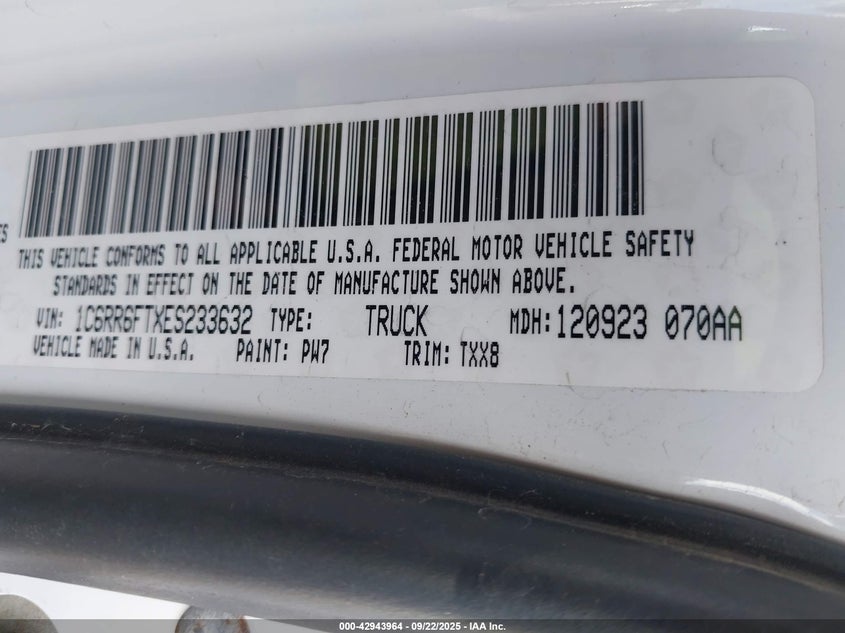 ES
THIS VEHICLE CONFORMS TO ALL APPLICABLE U.S.A. FEDERAL MOTOR VEHICLE SAFETY
STANDARDS IN EFFECT ON THE DATE OF MANUFACTURE SHOWN ABOVE.
VIN: 1C6RR6FTXES233632 TYPE: TRUCK MDH: 120923 070AA
VEHICLE MADE IN U.S.A. PAINT: PW7 TRIM: TXX8
000-42943964 - 09/22/2025 - IAA Inc.